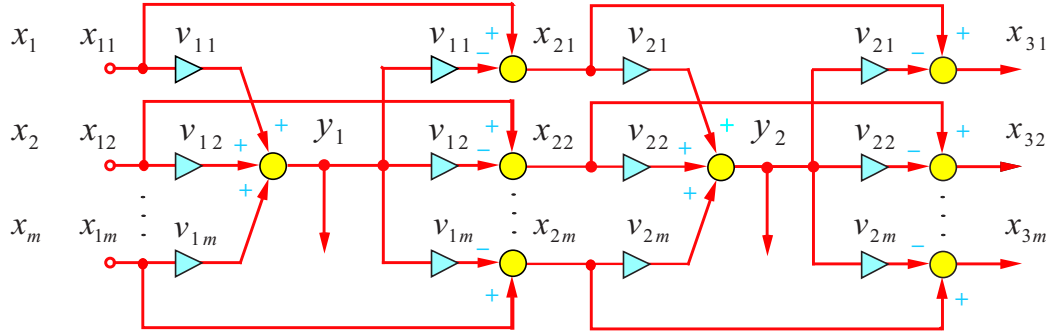 x₁ x₁₁ v₁₁ + v₁₁ − + x₂₁ v₂₁ v₂₁ − + x₃₁
x₂ x₁₂ v₁₂ + + y₁ v₁₂ − + x₂₂ v₂₂ + + y₂ v₂₂ − + x₃₂
+ +
xₘ x₁ₘ v₁ₘ v₁ₘ − + x₂ₘ v₂ₘ v₂ₘ − + x₃ₘ